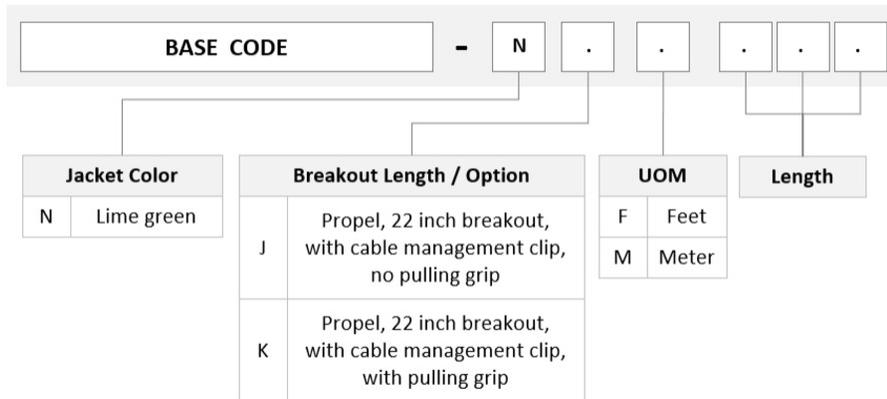 BASE CODE - N . . . . .
Jacket Color
N Lime green
Breakout Length / Option
J Propel, 22 inch breakout,
with cable management clip,
no pulling grip
K Propel, 22 inch breakout,
with cable management clip,
with pulling grip
UOM
F Feet
M Meter
Length